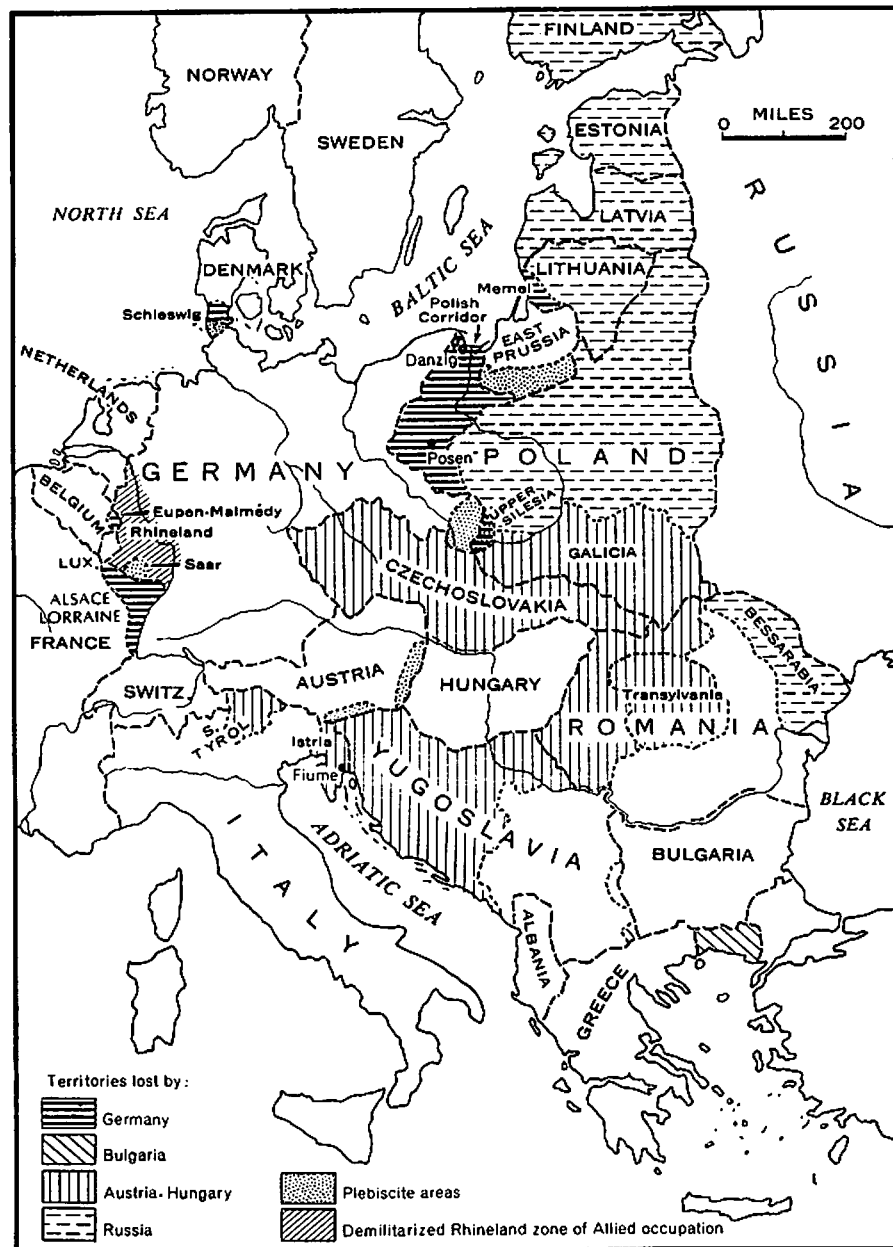 FINLAND
NORWAY
MILES
0 200
ESTONIA
SWEDEN
RUSSIA
NORTH SEA
LATVIA
DENMARK
BALTIC SEA
LITHUANIA
Memel
Schleswig
Polish
Corridor
EAST
PRUSSIA
Danzig
NETHERLANDS
GERMANY
Posen
POLAND
BELGIUM
Eupen-Malmédy
UPPER
SILESIA
Rhineland
GALICIA
LUX.
Saar
CZECHOSLOVAKIA
ALSACE
LORRAINE
FRANCE
BESSARABIA
AUSTRIA
HUNGARY
SWITZ
Transylvania
S.
TYROL
ROMANIA
Istria
Fiume
YUGOSLAVIA
BLACK
SEA
ITALY
ADRIATIC SEA
BULGARIA
ALBANIA
GREECE
Territories lost by:
Germany
Bulgaria
Austria-Hungary
Plebiscite areas
Russia
Demilitarized Rhineland zone of Allied occupation